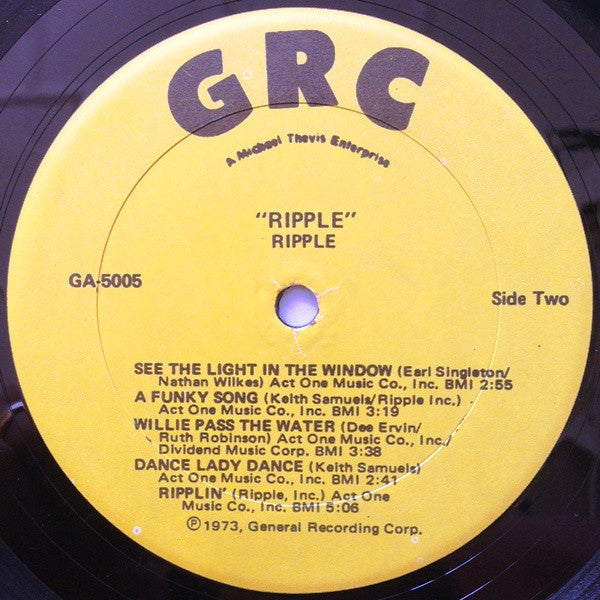 GRC
A Michael Thevis Enterprise
"RIPPLE"
RIPPLE
GA-5005
Side Two
SEE THE LIGHT IN THE WINDOW (Earl Singleton/
Nathan Wilkes) Act One Music Co., Inc. BMI 2:55
A FUNKY SONG (Keith Samuels/Ripple Inc.)
Act One Music Co., Inc. BMI 3:19
WILLIE PASS THE WATER (Dee Ervin/
Ruth Robinson) Act One Music Co., Inc./
Dividend Music Corp. BMI 3:38
DANCE LADY DANCE (Keith Samuels)
Act One Music Co., Inc. BMI 2:41
RIPPLIN' (Ripple, Inc.) Act One
Music Co., Inc. BMI 5:06
℗1973, General Recording Corp.